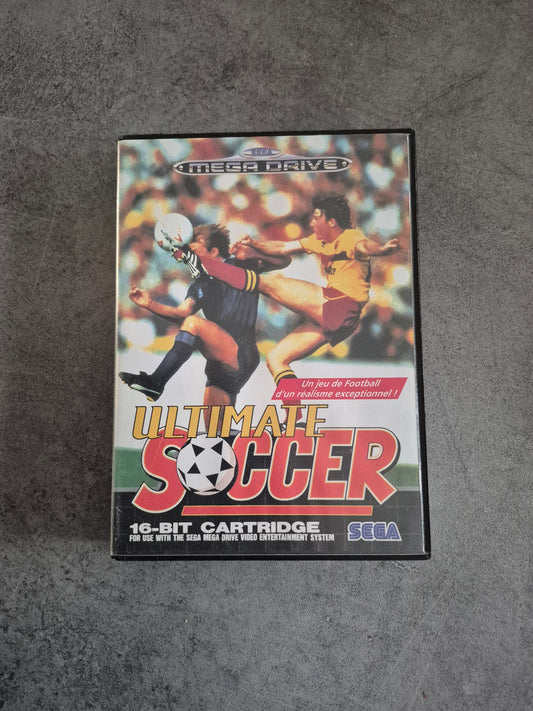 SEGA
MEGA DRIVE
Un jeu de Football
d'un réalisme exceptionnel !
ULTIMATE
SOCCER
16-BIT CARTRIDGE
FOR USE WITH THE SEGA MEGA DRIVE VIDEO ENTERTAINMENT SYSTEM
SEGA